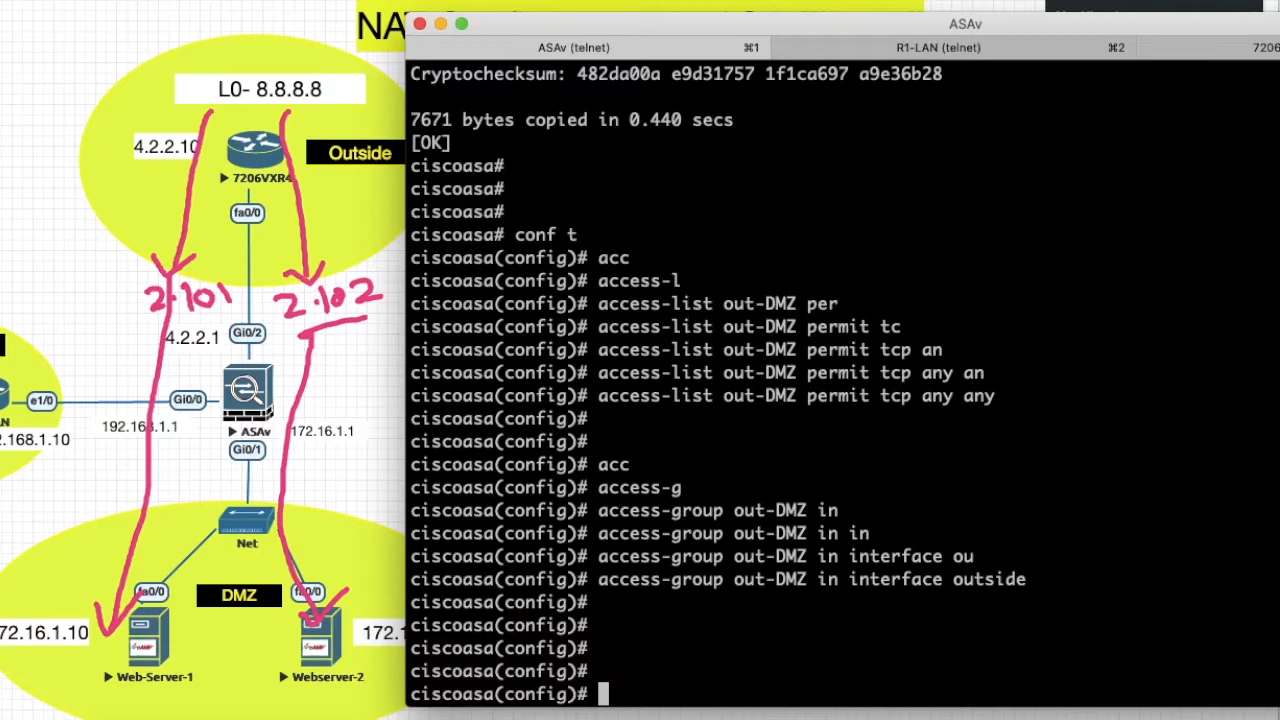 NA
L0- 8.8.8.8
4.2.2.10
Outside
7206VXR4
fa0/0
2.101
2.102
4.2.2.1
Gi0/2
e1/0
Gi0/0
192.168.1.1
ASAv
172.16.1.1
2.168.1.10
Gi0/1
Net
fa0/0
DMZ
fa0/0
72.16.1.10
172.1
Web-Server-1
Webserver-2
ASAv
ASAv (telnet)
⌘1
R1-LAN (telnet)
⌘2
7206
Cryptochecksum: 482da00a e9d31757 1f1ca697 a9e36b28
7671 bytes copied in 0.440 secs
[OK]
ciscoasa#
ciscoasa#
ciscoasa#
ciscoasa# conf t
ciscoasa(config)# acc
ciscoasa(config)# access-l
ciscoasa(config)# access-list out-DMZ per
ciscoasa(config)# access-list out-DMZ permit tc
ciscoasa(config)# access-list out-DMZ permit tcp an
ciscoasa(config)# access-list out-DMZ permit tcp any an
ciscoasa(config)# access-list out-DMZ permit tcp any any
ciscoasa(config)#
ciscoasa(config)#
ciscoasa(config)# acc
ciscoasa(config)# access-g
ciscoasa(config)# access-group out-DMZ in
ciscoasa(config)# access-group out-DMZ in in
ciscoasa(config)# access-group out-DMZ in interface ou
ciscoasa(config)# access-group out-DMZ in interface outside
ciscoasa(config)#
ciscoasa(config)#
ciscoasa(config)#
ciscoasa(config)#
ciscoasa(config)#